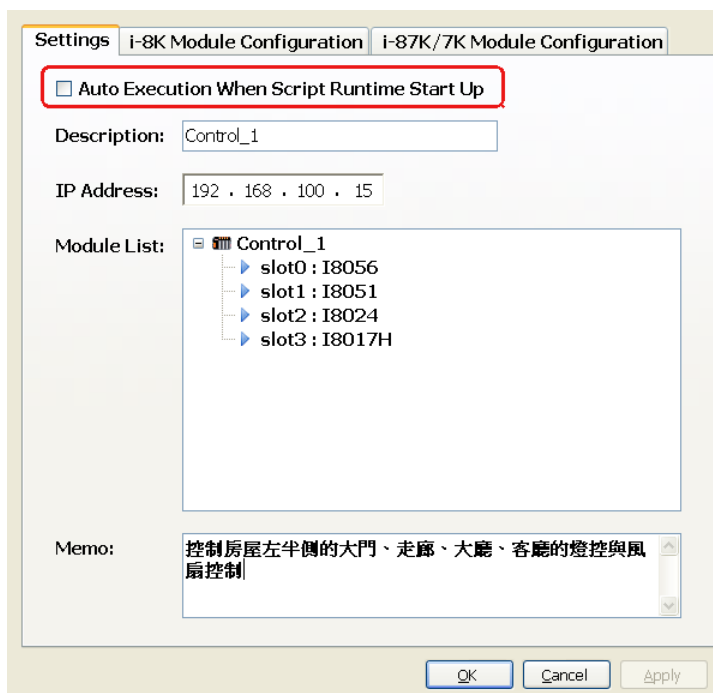 Settings i-8K Module Configuration i-87K/7K Module Configuration
Auto Execution When Script Runtime Start Up
Description: Control_1
IP Address: 192 . 168 . 100 . 15
Module List: Control_1
slot0 : I8056
slot1 : I8051
slot2 : I8024
slot3 : I8017H
Memo: 控制房屋左半側的大門、走廊、大廳、客廳的燈控與風
扇控制
OK Cancel Apply